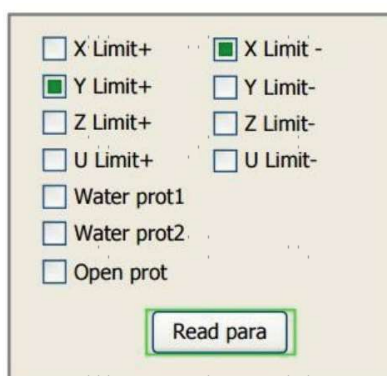 X Limit+ X Limit -
Y Limit+ Y Limit-
Z Limit+ Z Limit-
U Limit+ U Limit-
Water prot1
Water prot2
Open prot
Read para